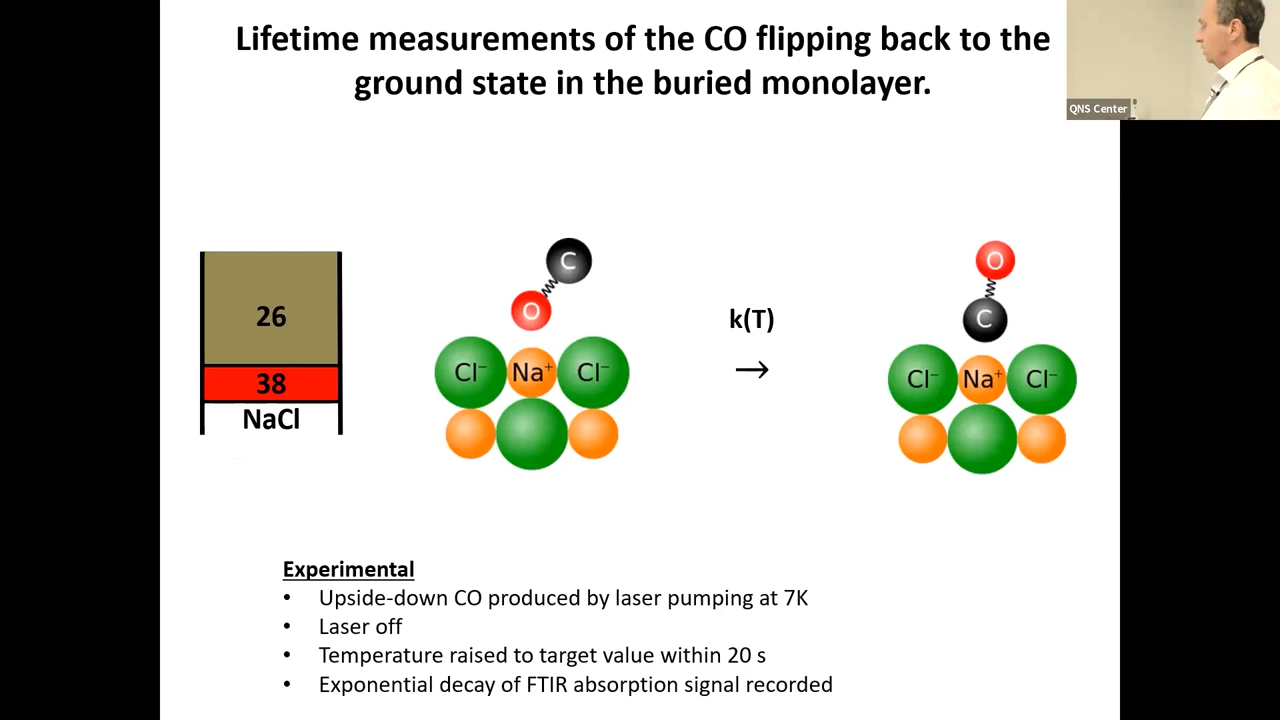 Lifetime measurements of the CO flipping back to the
ground state in the buried monolayer.
QNS Center
26
38
NaCl
C
O
Cl⁻ Na⁺ Cl⁻
k(T)
→
O
C
Cl⁻ Na⁺ Cl⁻
Experimental
• Upside-down CO produced by laser pumping at 7K
• Laser off
• Temperature raised to target value within 20 s
• Exponential decay of FTIR absorption signal recorded